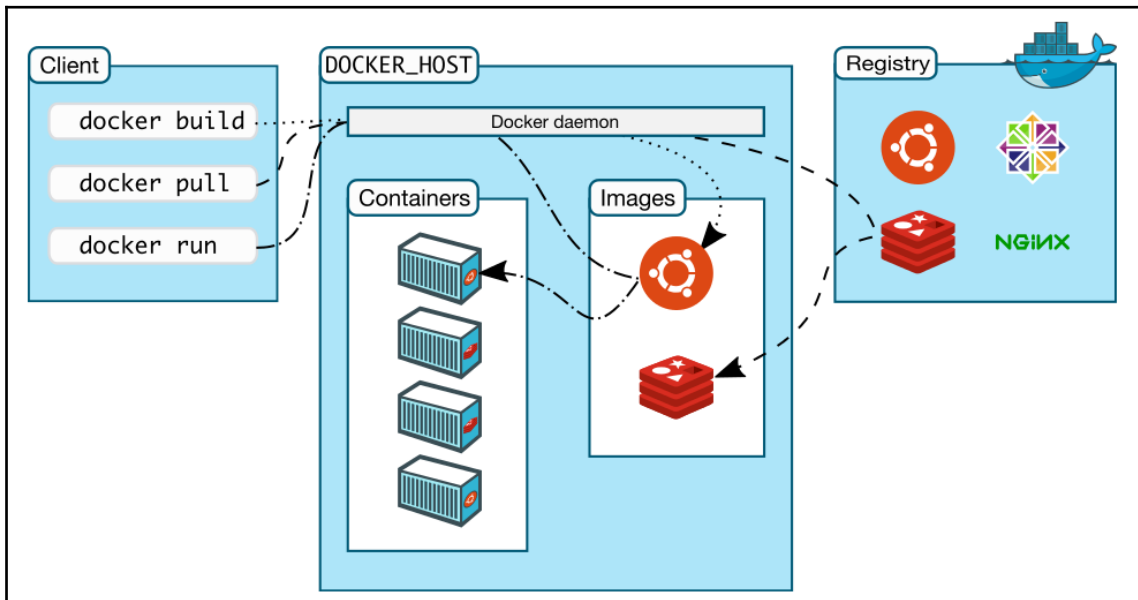 Client
docker build
docker pull
docker run
DOCKER_HOST
Docker daemon
Containers
Images
Registry
NGINX